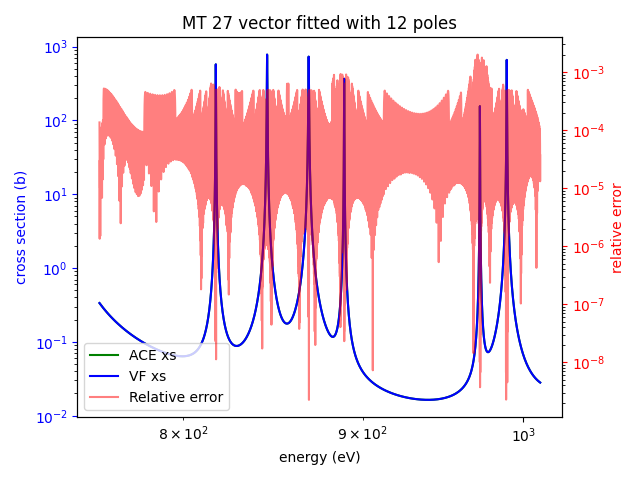 MT 27 vector fitted with 12 poles
10³
10²
10¹
10⁰
10⁻¹
10⁻²
cross section (b)
10⁻³
10⁻⁴
10⁻⁵
10⁻⁶
10⁻⁷
10⁻⁸
relative error
ACE xs
VF xs
Relative error
8 × 10²
9 × 10²
10³
energy (eV)